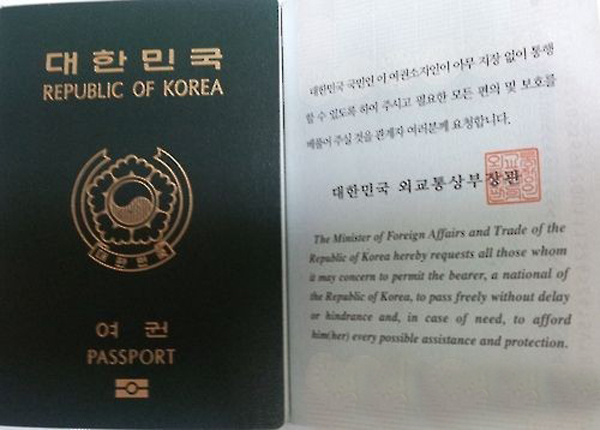 대한민국
REPUBLIC OF KOREA
대한민국
여권
PASSPORT
대한민국 국민인 이 여권소지인이 아무 지장 없이 통행
할 수 있도록 하여 주시고 필요한 모든 편의 및 보호를
베풀어 주실 것을 관계자 여러분께 요청합니다.
대한민국 외교통상부장관
The Minister of Foreign Affairs and Trade of the
Republic of Korea hereby requests all those whom
it may concern to permit the bearer, a national of
the Republic of Korea, to pass freely without delay
or hindrance and, in case of need, to afford
him(her) every possible assistance and protection.